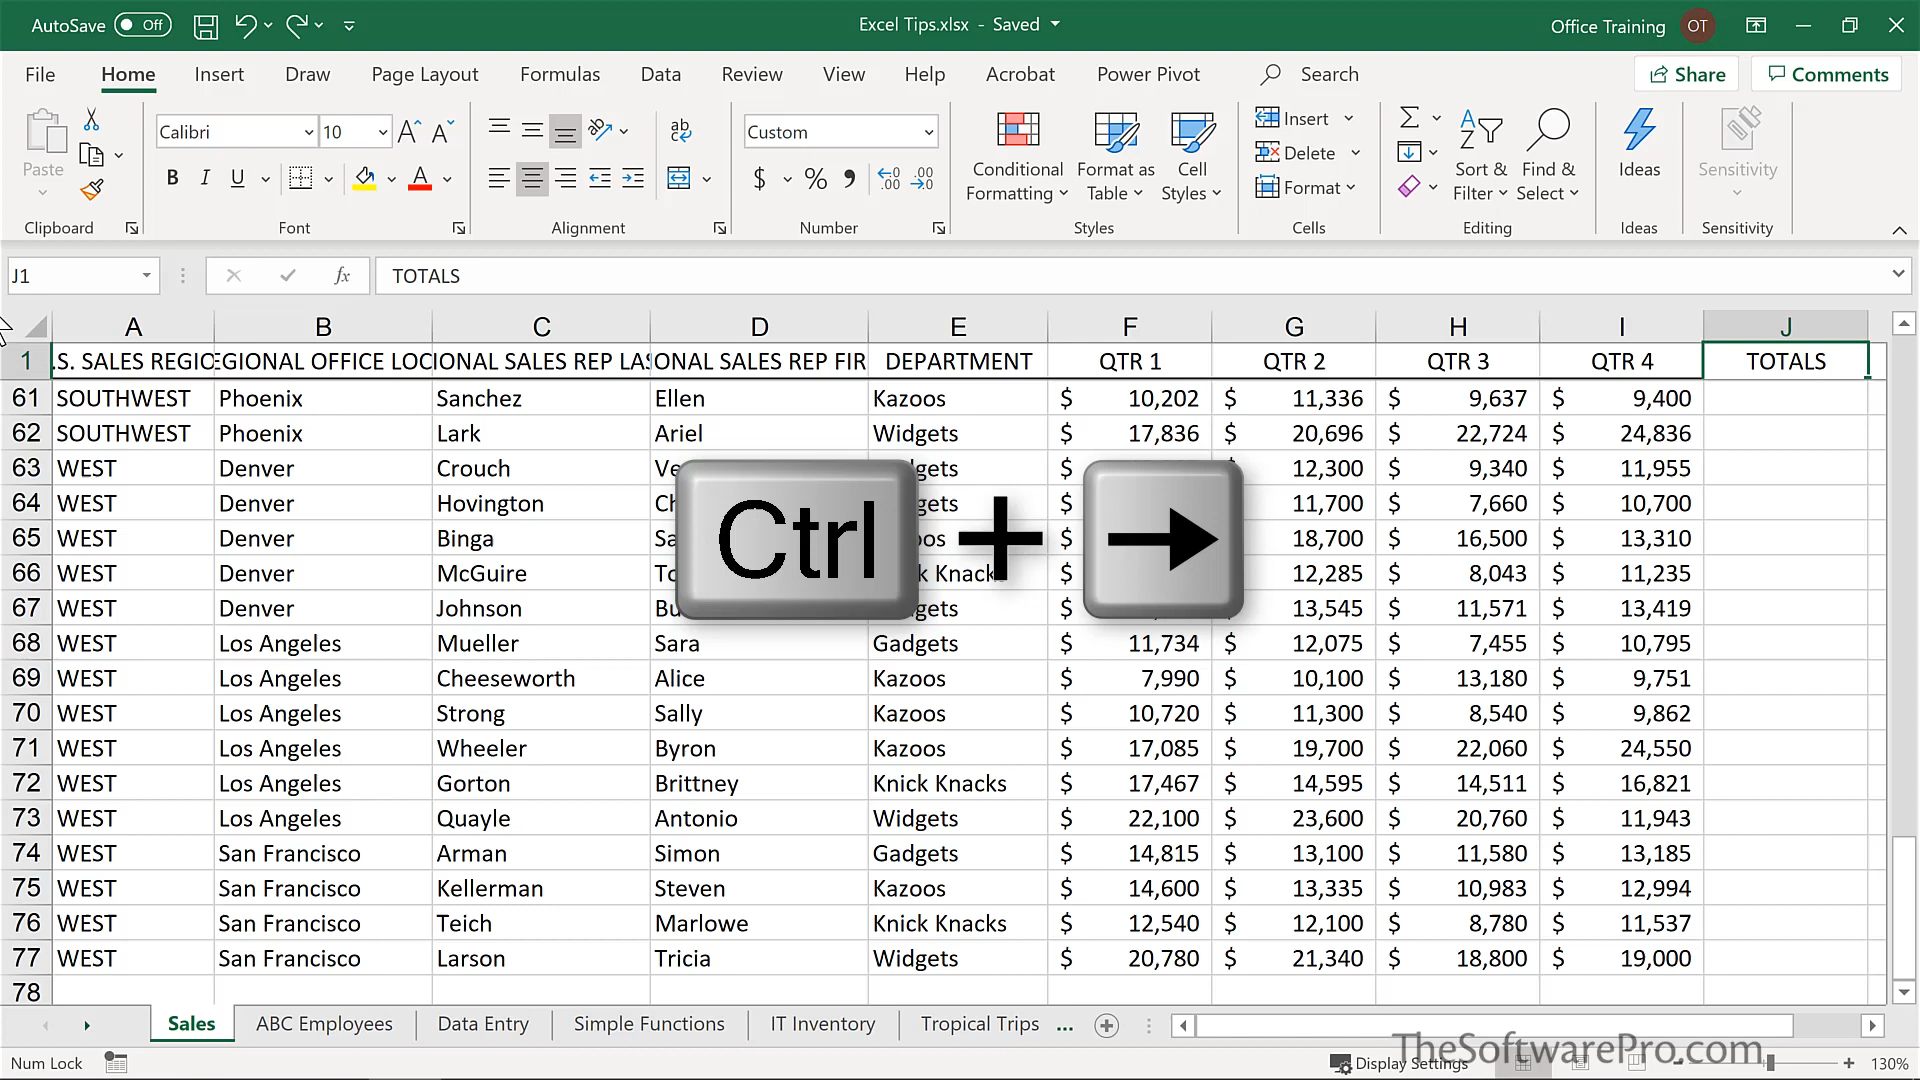 AutoSave Off
Excel Tips.xlsx - Saved
Office Training OT
File Home Insert Draw Page Layout Formulas Data Review View Help Acrobat Power Pivot Search Share Comments
Paste
Clipboard
Calibri 10
B I U A
Font
ab
Alignment
Custom
$ % 9 .00 .00
Number
Conditional Formatting
Format as Table
Cell Styles
Styles
Insert
Delete
Format
Cells
Sort & Filter
Find & Select
Editing
Ideas
Ideas
Sensitivity
Sensitivity
J1 fx TOTALS
A B C D E F G H I J
1 .S. SALES REGIO EGIONAL OFFICE LOC IONAL SALES REP LAS ONAL SALES REP FIR DEPARTMENT QTR 1 QTR 2 QTR 3 QTR 4 TOTALS
61 SOUTHWEST Phoenix Sanchez Ellen Kazoos $ 10,202 $ 11,336 $ 9,637 $ 9,400
62 SOUTHWEST Phoenix Lark Ariel Widgets $ 17,836 $ 20,696 $ 22,724 $ 24,836
63 WEST Denver Crouch Ve dgets $ 12,300 $ 9,340 $ 11,955
64 WEST Denver Hovington Ch gets $ 11,700 $ 7,660 $ 10,700
65 WEST Denver Binga Sa oos $ 18,700 $ 16,500 $ 13,310
66 WEST Denver McGuire To k Knacks $ 12,285 $ 8,043 $ 11,235
67 WEST Denver Johnson Bu gets $ 13,545 $ 11,571 $ 13,419
Ctrl + →
68 WEST Los Angeles Mueller Sara Gadgets $ 11,734 $ 12,075 $ 7,455 $ 10,795
69 WEST Los Angeles Cheeseworth Alice Kazoos $ 7,990 $ 10,100 $ 13,180 $ 9,751
70 WEST Los Angeles Strong Sally Kazoos $ 10,720 $ 11,300 $ 8,540 $ 9,862
71 WEST Los Angeles Wheeler Byron Kazoos $ 17,085 $ 19,700 $ 22,060 $ 24,550
72 WEST Los Angeles Gorton Brittney Knick Knacks $ 17,467 $ 14,595 $ 14,511 $ 16,821
73 WEST Los Angeles Quayle Antonio Widgets $ 22,100 $ 23,600 $ 20,760 $ 11,943
74 WEST San Francisco Arman Simon Gadgets $ 14,815 $ 13,100 $ 11,580 $ 13,185
75 WEST San Francisco Kellerman Steven Kazoos $ 14,600 $ 13,335 $ 10,983 $ 12,994
76 WEST San Francisco Teich Marlowe Knick Knacks $ 12,540 $ 12,100 $ 8,780 $ 11,537
77 WEST San Francisco Larson Tricia Widgets $ 20,780 $ 21,340 $ 18,800 $ 19,000
78
Sales ABC Employees Data Entry Simple Functions IT Inventory Tropical Trips ...
TheSoftwarePro.com
Num Lock Display Settings - + 130%